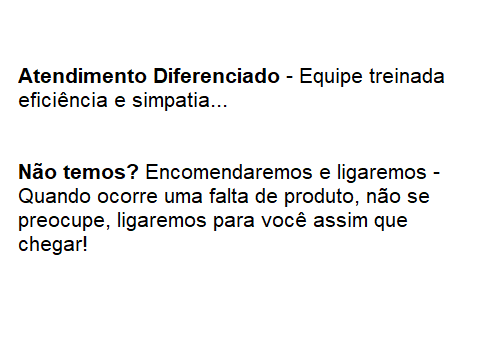 Atendimento Diferenciado - Equipe treinada
eficiência e simpatia...
Não temos? Encomendaremos e ligaremos -
Quando ocorre uma falta de produto, não se
preocupe, ligaremos para você assim que
chegar!